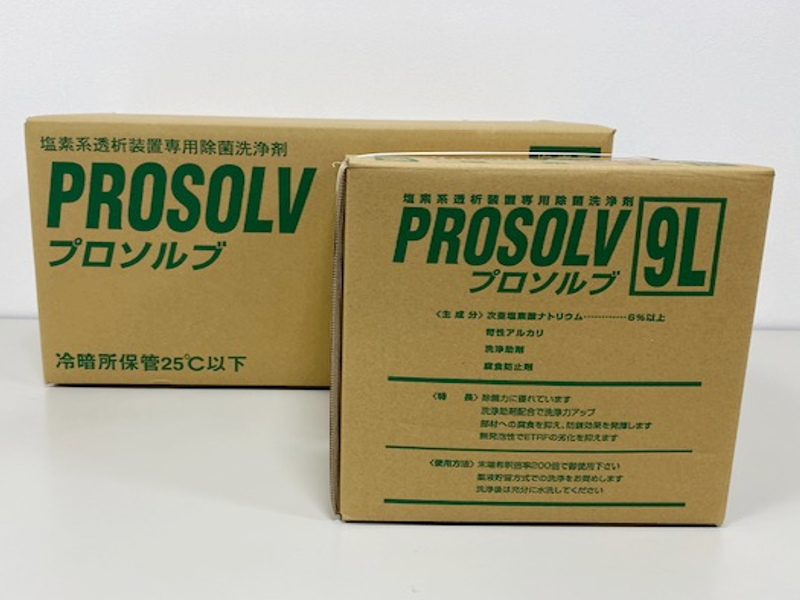 塩素系透析装置専用除菌洗浄剤
PROSOLV
プロソルブ
冷暗所保管25℃以下
塩素系透析装置専用除菌洗浄剤
PROSOLV 9L
プロソルブ
〈主成分〉次亜塩素酸ナトリウム…………6%以上
苛性アルカリ
洗浄助剤
腐食防止剤
〈特　長〉除菌力に優れています
洗浄助剤配合で洗浄力アップ
部材への腐食を抑え、防錆効果を発揮します
無発泡性でETRFの劣化を抑えます
〈使用方法〉末端希釈倍率200倍で御使用下さい
薬液貯留方式での洗浄をお奨めします
洗浄後は充分に水洗してください